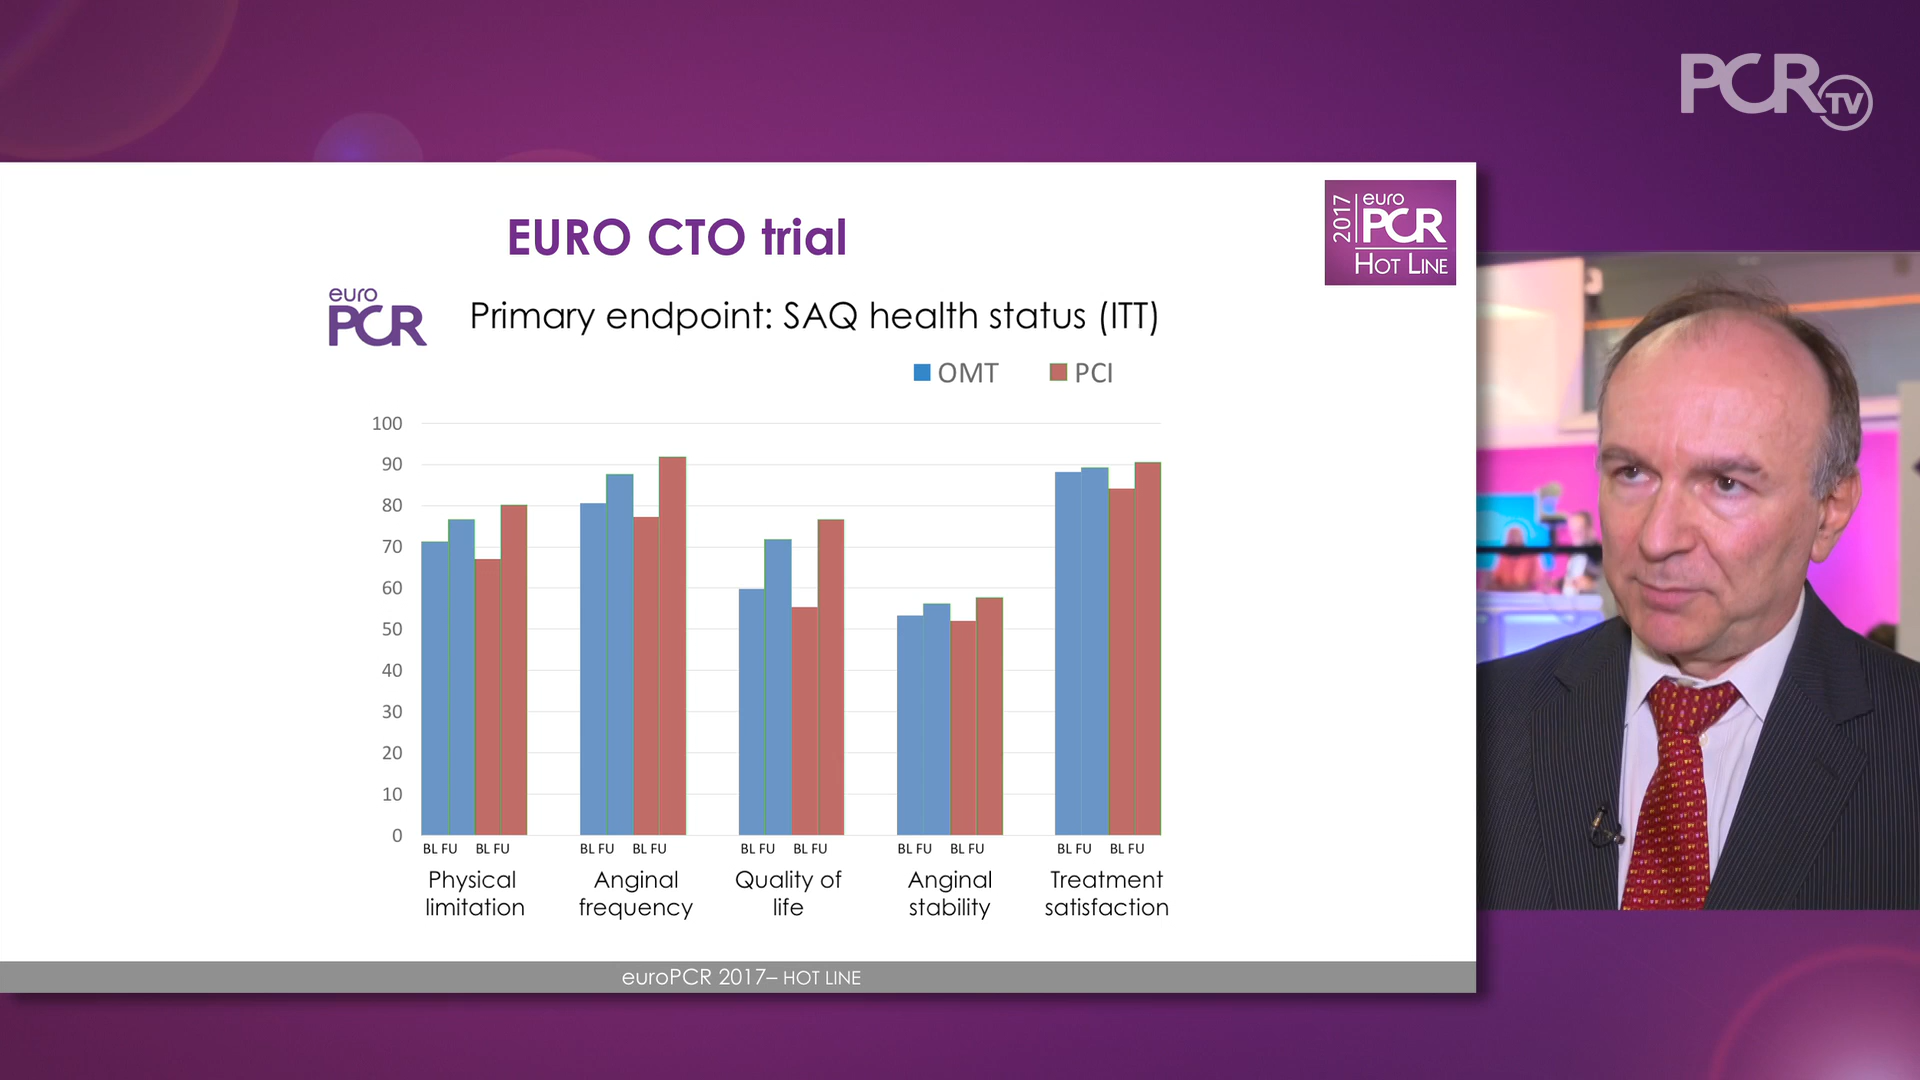 PCR TV
EURO CTO trial
2017 euro PCR
HOT LINE
euro
PCR
Primary endpoint: SAQ health status (ITT)
OMT PCI
100
90
80
70
60
50
40
30
20
10
0
BL FU BL FU BL FU BL FU BL FU BL FU BL FU BL FU BL FU BL FU
Physical limitation
Anginal frequency
Quality of life
Anginal stability
Treatment satisfaction
euroPCR 2017– HOT LINE